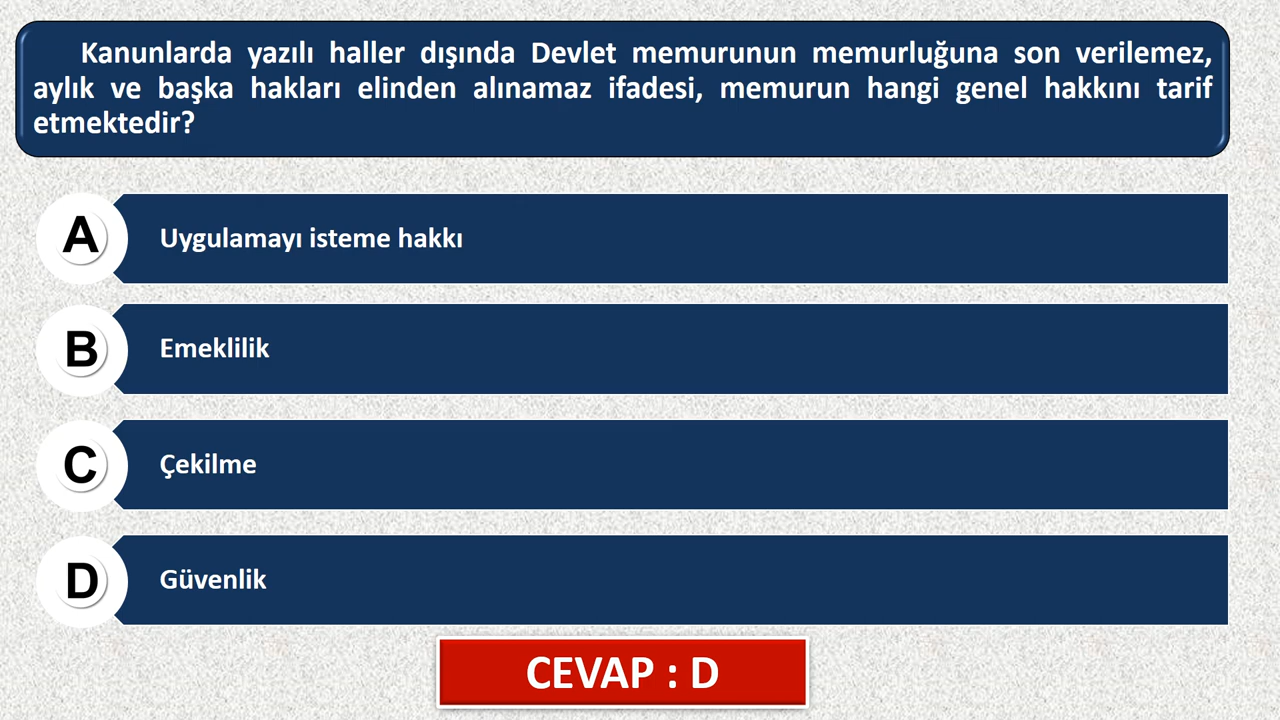 Kanunlarda yazılı haller dışında Devlet memurunun memurluğuna son verilemez,
aylık ve başka hakları elinden alınamaz ifadesi, memurun hangi genel hakkını tarif
etmektedir?
A Uygulamayı isteme hakkı
B Emeklilik
C Çekilme
D Güvenlik
CEVAP : D